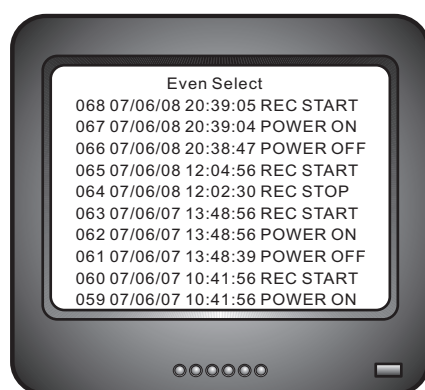 Even Select
068 07/06/08 20:39:05 REC START
067 07/06/08 20:39:04 POWER ON
066 07/06/08 20:38:47 POWER OFF
065 07/06/08 12:04:56 REC START
064 07/06/08 12:02:30 REC STOP
063 07/06/07 13:48:56 REC START
062 07/06/07 13:48:56 POWER ON
061 07/06/07 13:48:39 POWER OFF
060 07/06/07 10:41:56 REC START
059 07/06/07 10:41:56 POWER ON